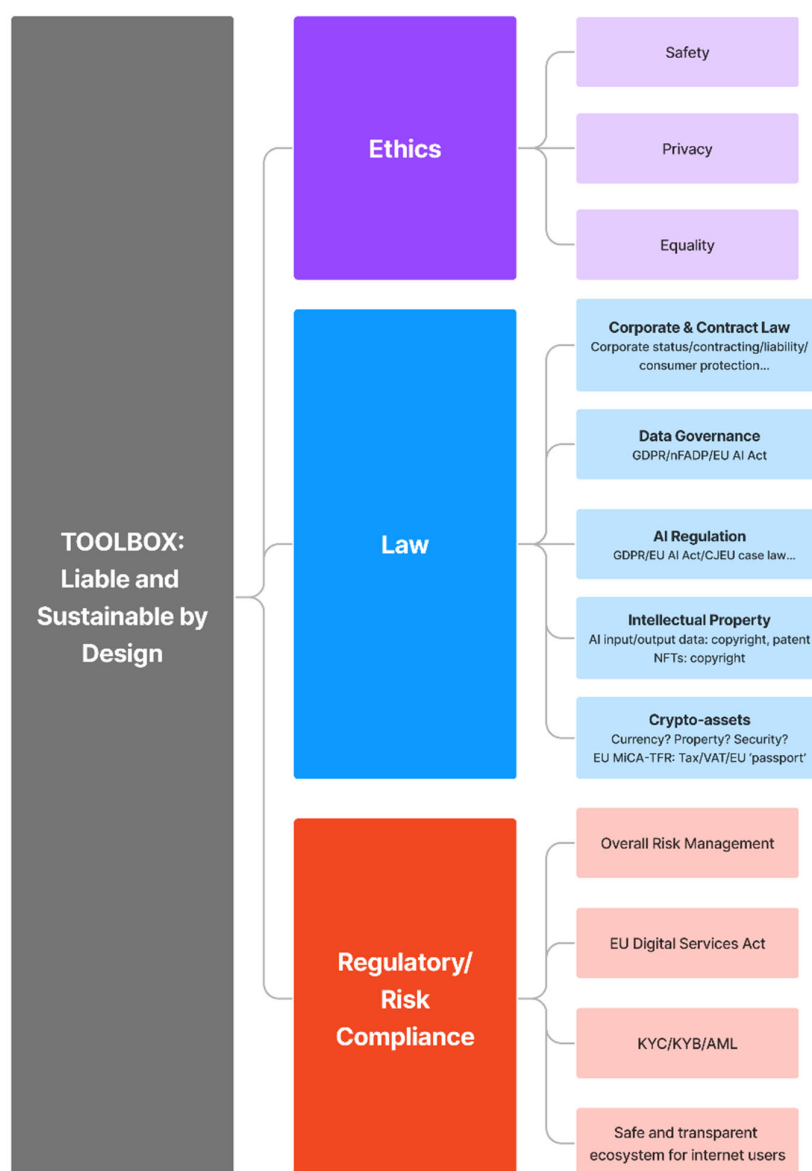 TOOLBOX:
Liable and
Sustainable by
Design
Ethics
Safety
Privacy
Equality
Law
Corporate & Contract Law
Corporate status/contracting/liability/
consumer protection...
Data Governance
GDPR/nFADP/EU AI Act
AI Regulation
GDPR/EU AI Act/CJEU case law...
Intellectual Property
AI input/output data: copyright, patent
NFTs: copyright
Crypto-assets
Currency? Property? Security?
EU MiCA-TFR: Tax/VAT/EU ‘passport’
Regulatory/
Risk
Compliance
Overall Risk Management
EU Digital Services Act
KYC/KYB/AML
Safe and transparent
ecosystem for internet users